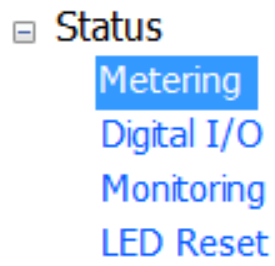 Status
Metering
Digital I/O
Monitoring
LED Reset